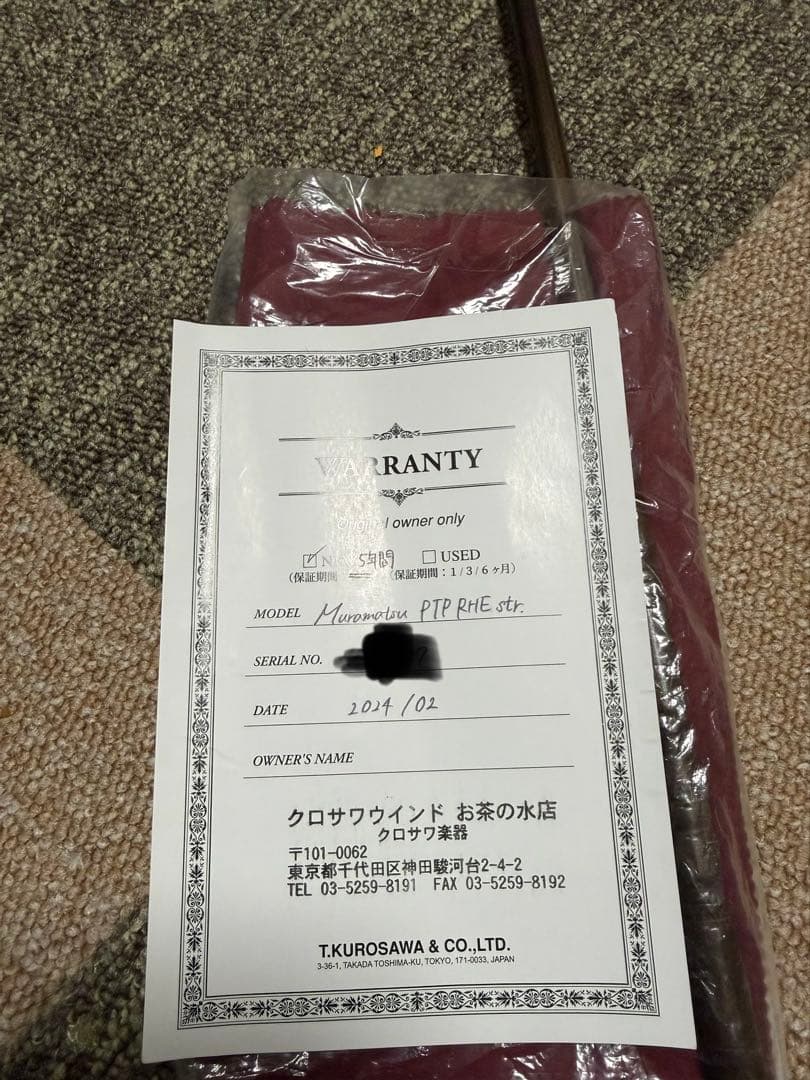 WARRANTY
Original owner only
5年間 USED
(保証期間 (保証期間:1/3/6ヶ月)
MODEL Muramatsu PTP RHE str.
SERIAL NO.
DATE 2024/02
OWNER'S NAME
クロサワウインド お茶の水店
クロサワ楽器
〒101-0062
東京都千代田区神田駿河台2-4-2
TEL 03-5259-8191 FAX 03-5259-8192
T.KUROSAWA & CO.,LTD.
3-36-1, TAKADA TOSHIMA-KU, TOKYO, 171-0033, JAPAN